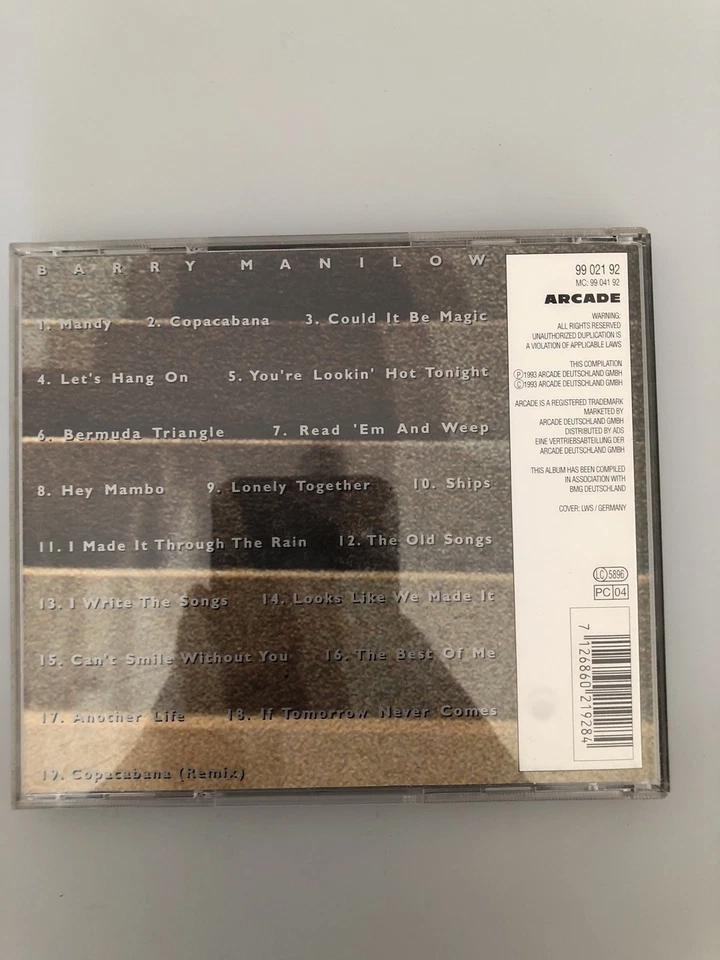 BARRY MANILOW
1. Mandy 2. Copacabana 3. Could It Be Magic
4. Let's Hang On 5. You're Lookin' Hot Tonight
6. Bermuda Triangle 7. Read 'Em And Weep
8. Hey Mambo 9. Lonely Together 10. Ships
11. I Made It Through The Rain 12. The Old Songs
13. I Write The Songs 14. Looks Like We Made It
15. Can't Smile Without You 16. The Best Of Me
17. Another Life 18. If Tomorrow Never Comes
19. Copacabana (Remix)
99 021 92
MC: 99 041 92
ARCADE
WARNING:
ALL RIGHTS RESERVED
UNAUTHORIZED DUPLICATION IS
A VIOLATION OF APPLICABLE LAWS
THIS COMPILATION
Ⓟ1993 ARCADE DEUTSCHLAND GMBH
©1993 ARCADE DEUTSCHLAND GMBH
ARCADE IS A REGISTERED TRADEMARK
MARKETED BY
ARCADE DEUTSCHLAND GMBH
DISTRIBUTED BY ADS
EINE VERTRIEBSABTEILUNG DER
ARCADE DEUTSCHLAND GMBH
THIS ALBUM HAS BEEN COMPILED
IN ASSOCIATION WITH
BMG DEUTSCHLAND
COVER: LWS / GERMANY
LC 5896
PC 04
7 126860 219284